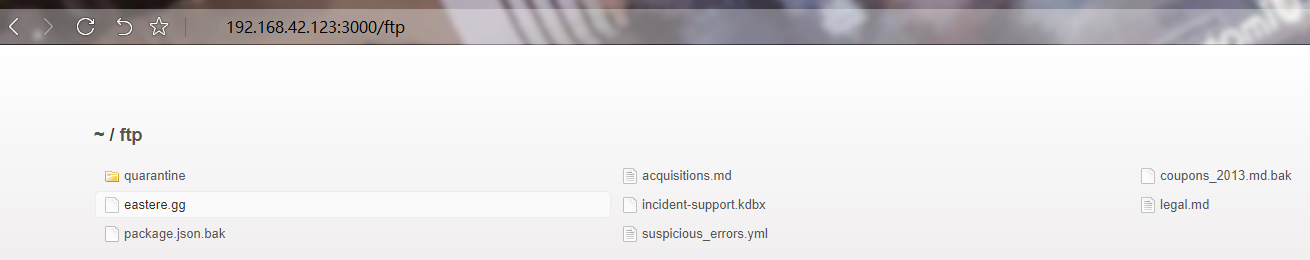 192.168.42.123:3000/ftp
~ / ftp
quarantine acquisitions.md coupons_2013.md.bak
eastere.gg incident-support.kdbx legal.md
package.json.bak suspicious_errors.yml